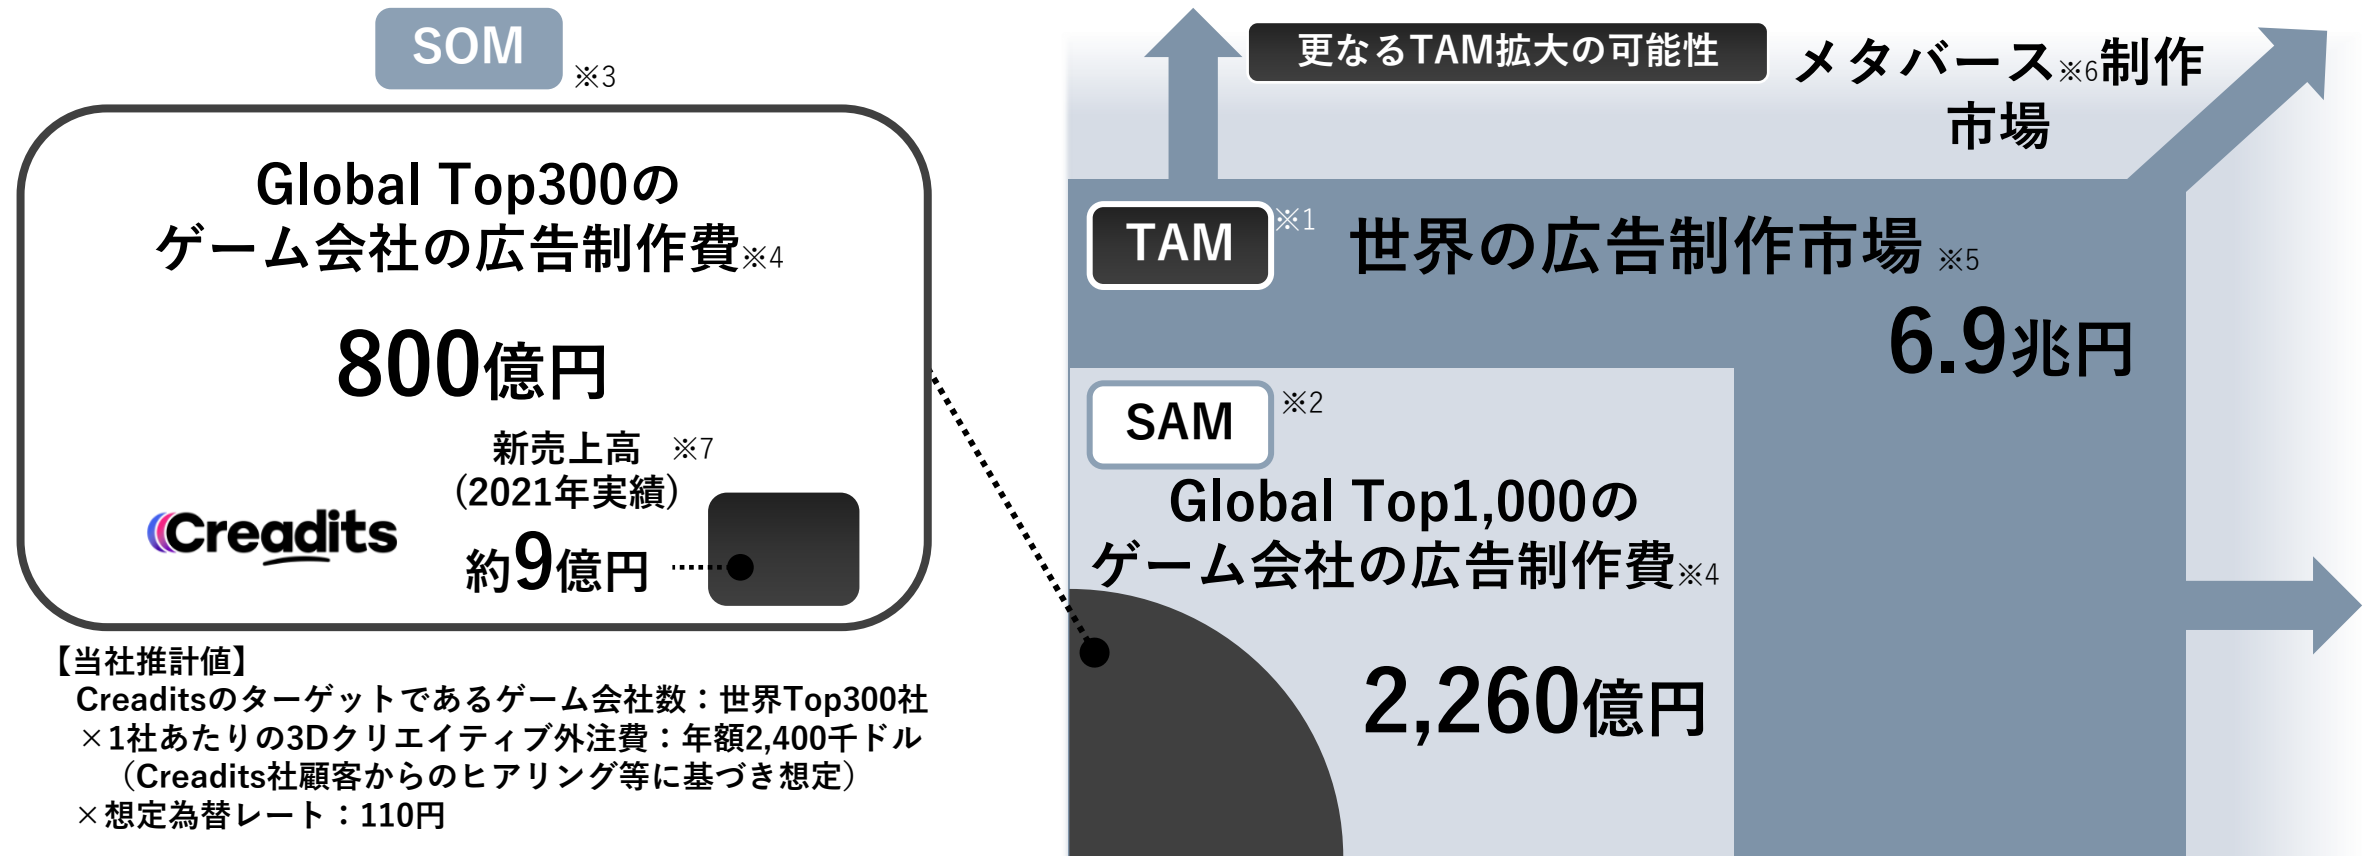 SOM
※3
Global Top300の
ゲーム会社の広告制作費※4
800億円
新売上高 ※7
(2021年実績)
Creadits
約9億円
【当社推計値】
Creaditsのターゲットであるゲーム会社数：世界Top300社
×1社あたりの3Dクリエイティブ外注費：年額2,400千ドル
（Creadits社顧客からのヒアリング等に基づき想定）
×想定為替レート：110円
更なるTAM拡大の可能性
メタバース※6制作
市場
TAM ※1
世界の広告制作市場 ※5
6.9兆円
SAM ※2
Global Top1,000の
ゲーム会社の広告制作費※4
2,260億円